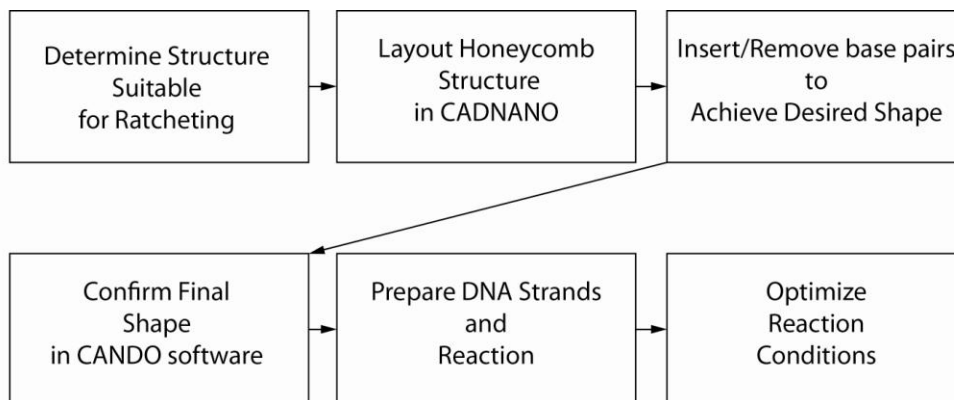 Determine Structure
Suitable
for Ratcheting
Layout Honeycomb
Structure
in CADNANO
Insert/Remove base pairs
to
Achieve Desired Shape
Confirm Final
Shape
in CANDO software
Prepare DNA Strands
and
Reaction
Optimize
Reaction
Conditions